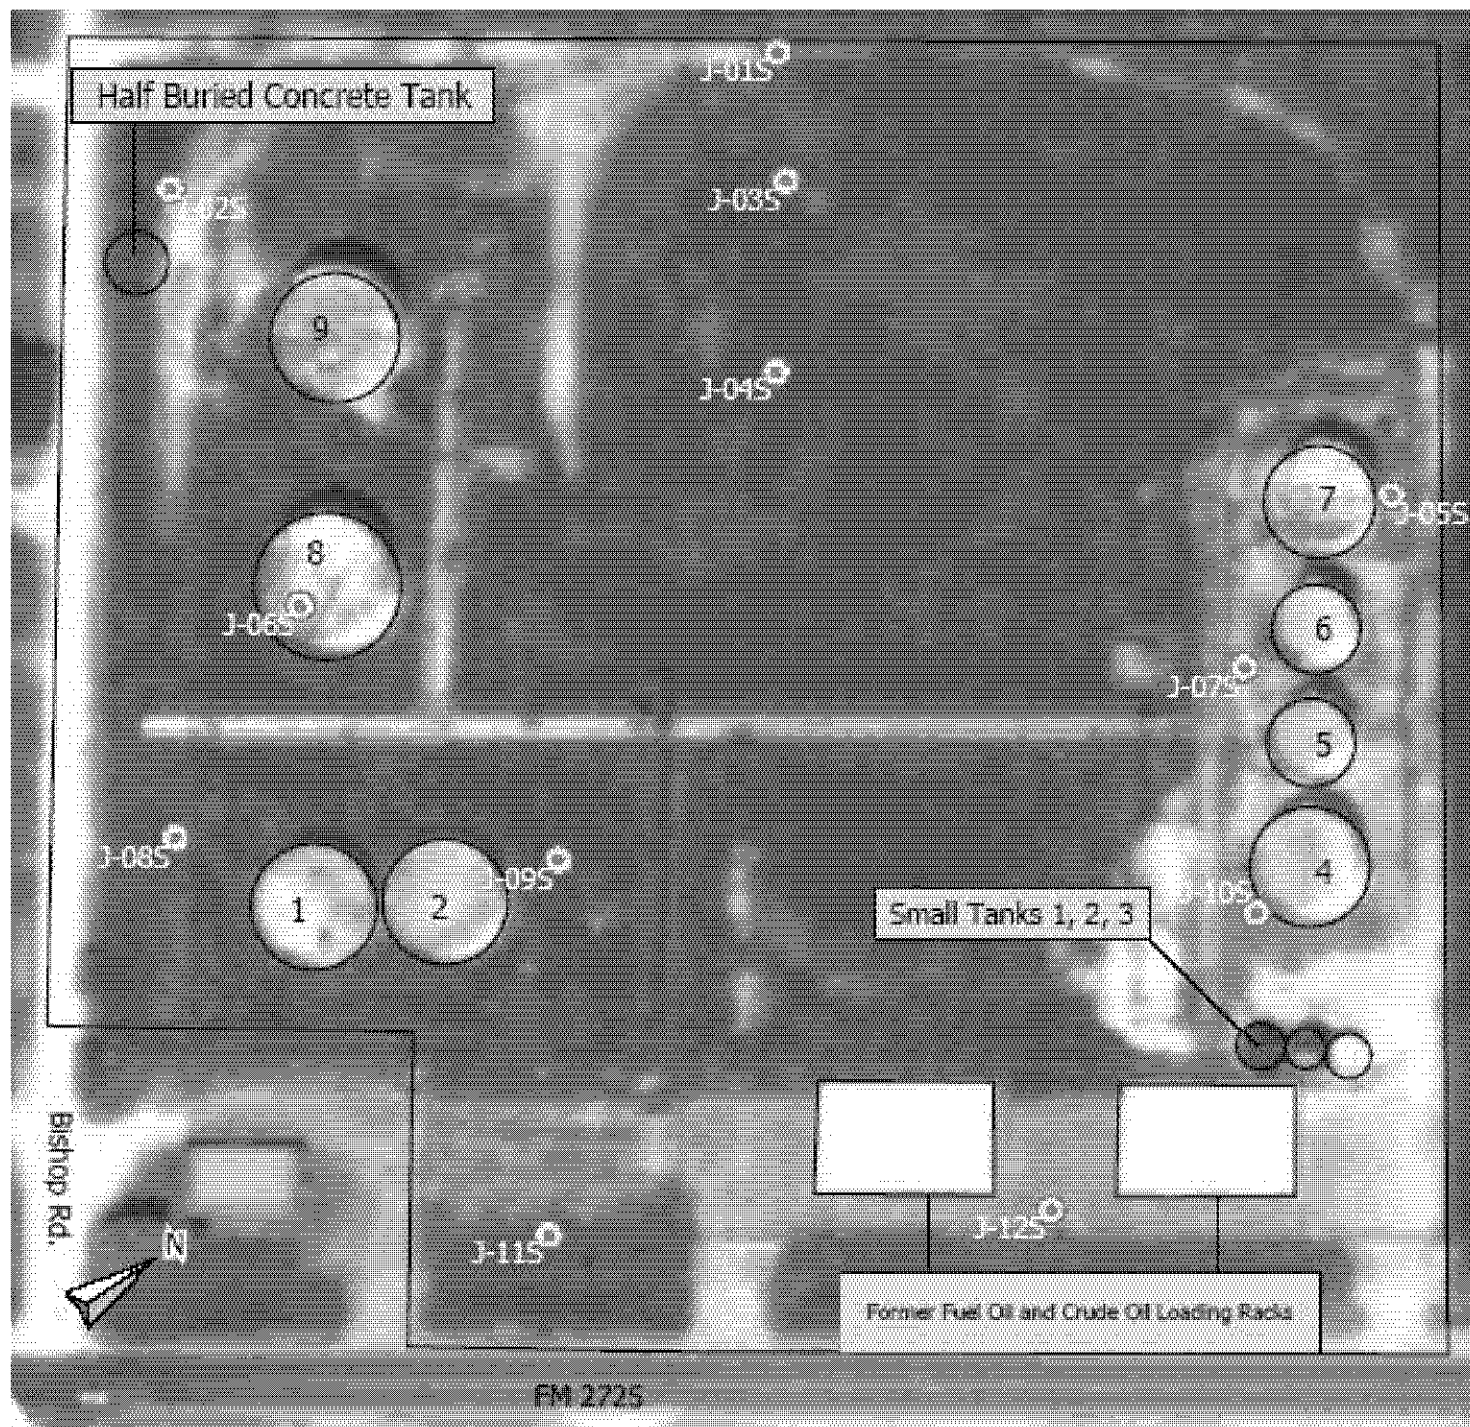 J-01S
Half Buried Concrete Tank
J-03S
J-02S
9
J-04S
7
J-05S
8
J-06S
6
J-07S
5
J-08S
J-09S
4
J-10S
1
2
Small Tanks 1, 2, 3
Bishop Rd.
N
J-11S
J-12S
Former Fuel Oil and Crude Oil Loading Racks
FM 2725